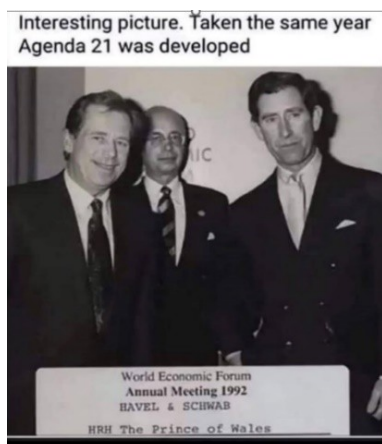 Interesting picture. Taken the same year
Agenda 21 was developed
IC
World Economic Forum
Annual Meeting 1992
HAVEL & SCHWAB
HRH The Prince of Wales